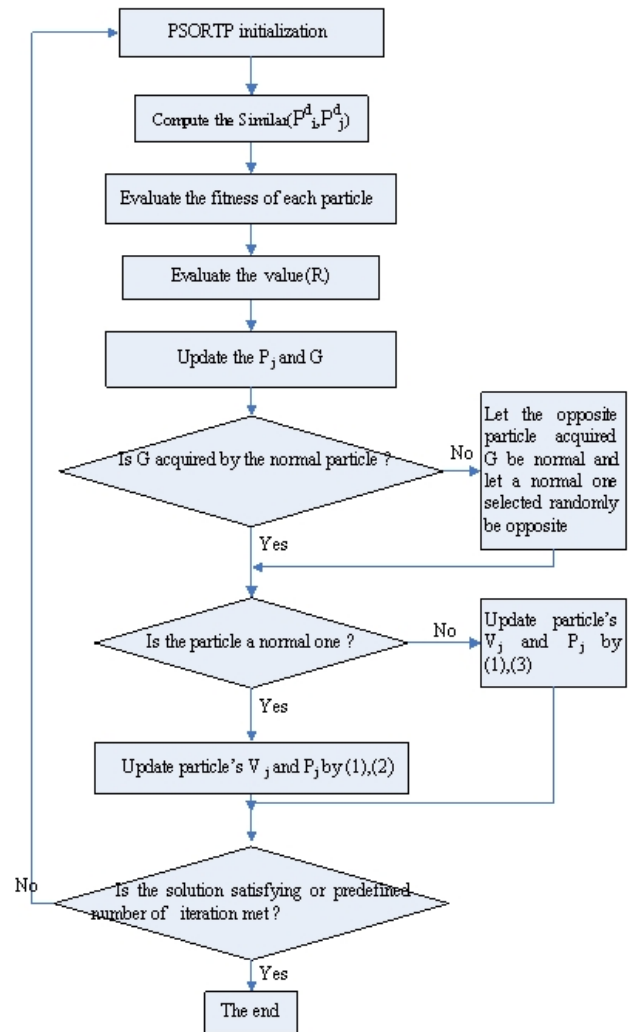 PSORTP initialization
Compute the Similar(P^d_i,P^d_j)
Evaluate the fitness of each particle
Evaluate the value(R)
Update the P_j and G
Is G acquired by the normal particle ?
No
Let the opposite
particle acquired
G be normal and
let a normal one
selected randomly
be opposite
Yes
Is the particle a normal one ?
No
Update particle's
V_j and P_j by
(1),(3)
Yes
Update particle's V_j and P_j by (1),(2)
Is the solution satisfying or predefined
number of iteration met ?
No
Yes
The end